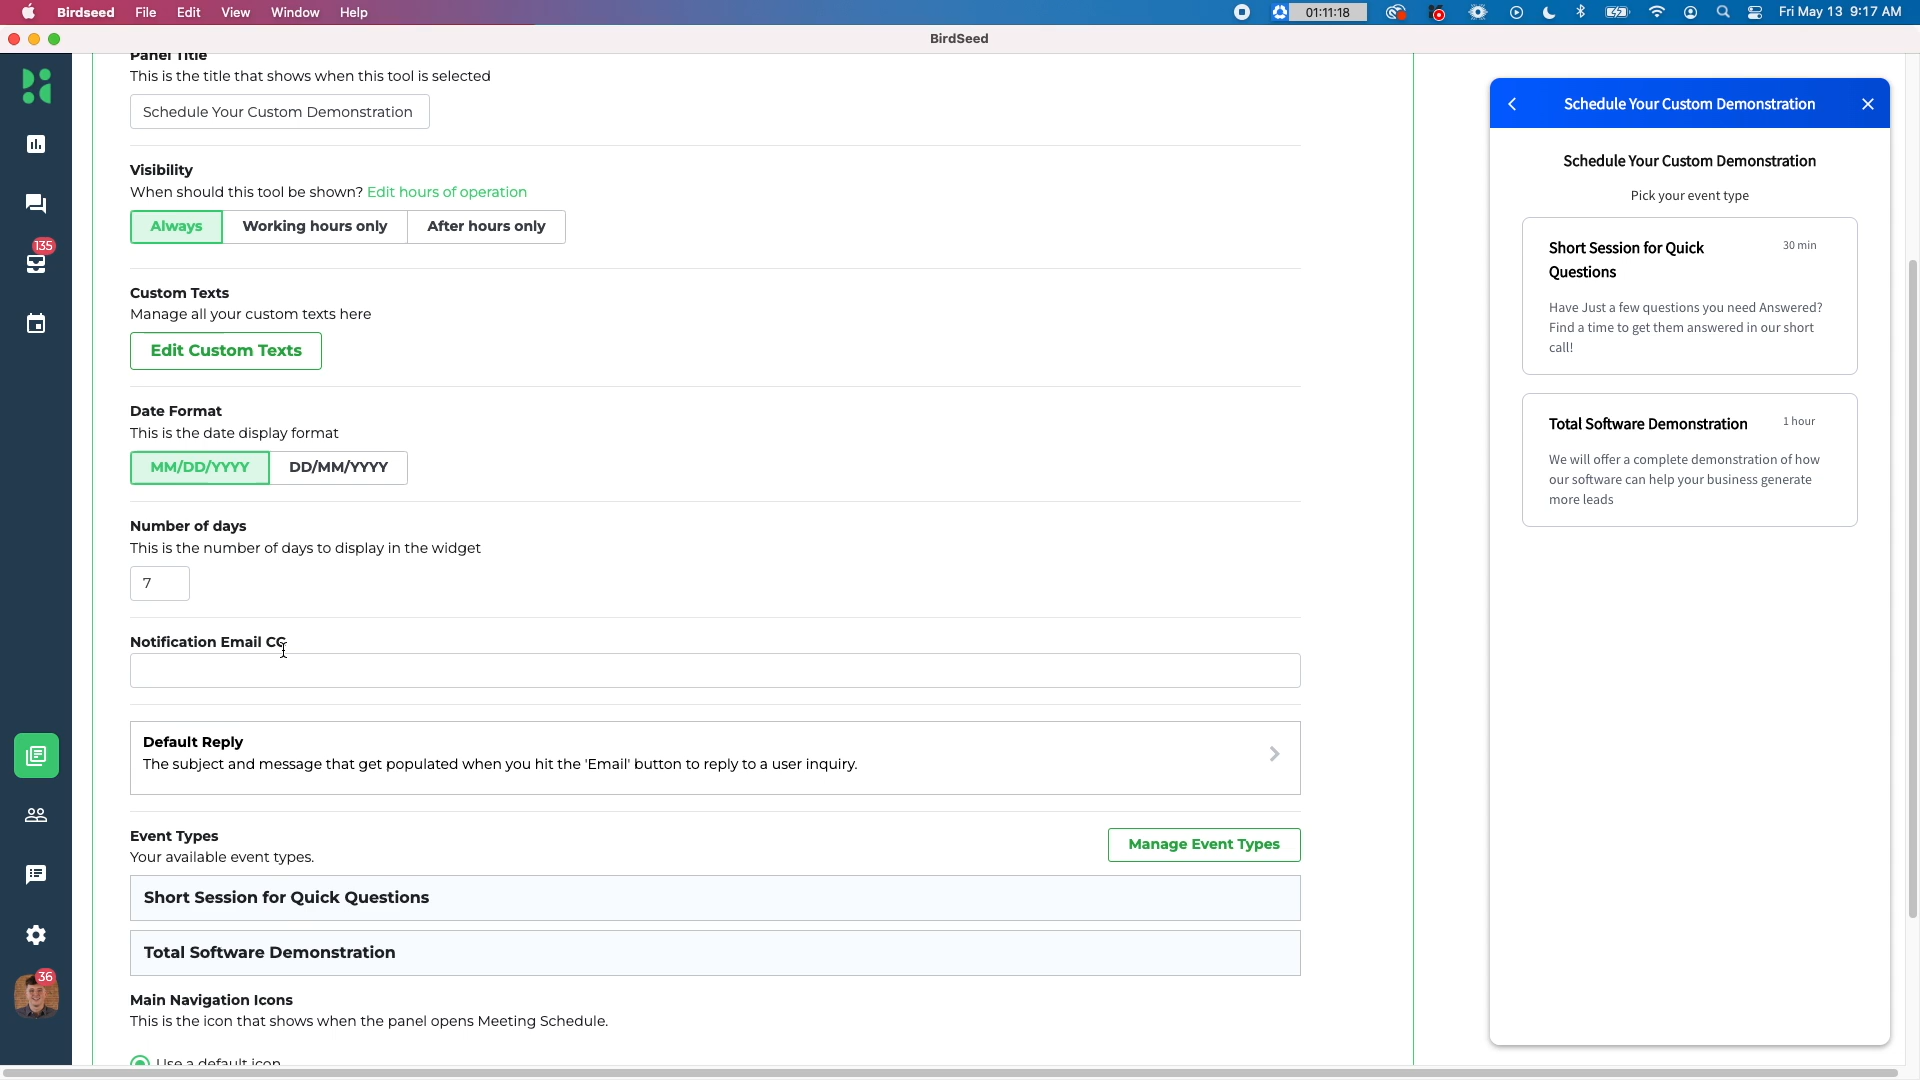 Birdseed File Edit View Window Help
01:11:18
Fri May 13 9:17 AM
BirdSeed
Panel Title
This is the title that shows when this tool is selected
Schedule Your Custom Demonstration
Visibility
When should this tool be shown? Edit hours of operation
Always Working hours only After hours only
135
Custom Texts
Manage all your custom texts here
Edit Custom Texts
Date Format
This is the date display format
MM/DD/YYYY DD/MM/YYYY
Number of days
This is the number of days to display in the widget
7
Notification Email CC
Default Reply
The subject and message that get populated when you hit the 'Email' button to reply to a user inquiry.
Event Types
Your available event types.
Manage Event Types
Short Session for Quick Questions
Total Software Demonstration
36
Main Navigation Icons
This is the icon that shows when the panel opens Meeting Schedule.
Use a default icon
Schedule Your Custom Demonstration
Schedule Your Custom Demonstration
Pick your event type
Short Session for Quick 30 min
Questions
Have Just a few questions you need Answered?
Find a time to get them answered in our short
call!
Total Software Demonstration 1 hour
We will offer a complete demonstration of how
our software can help your business generate
more leads